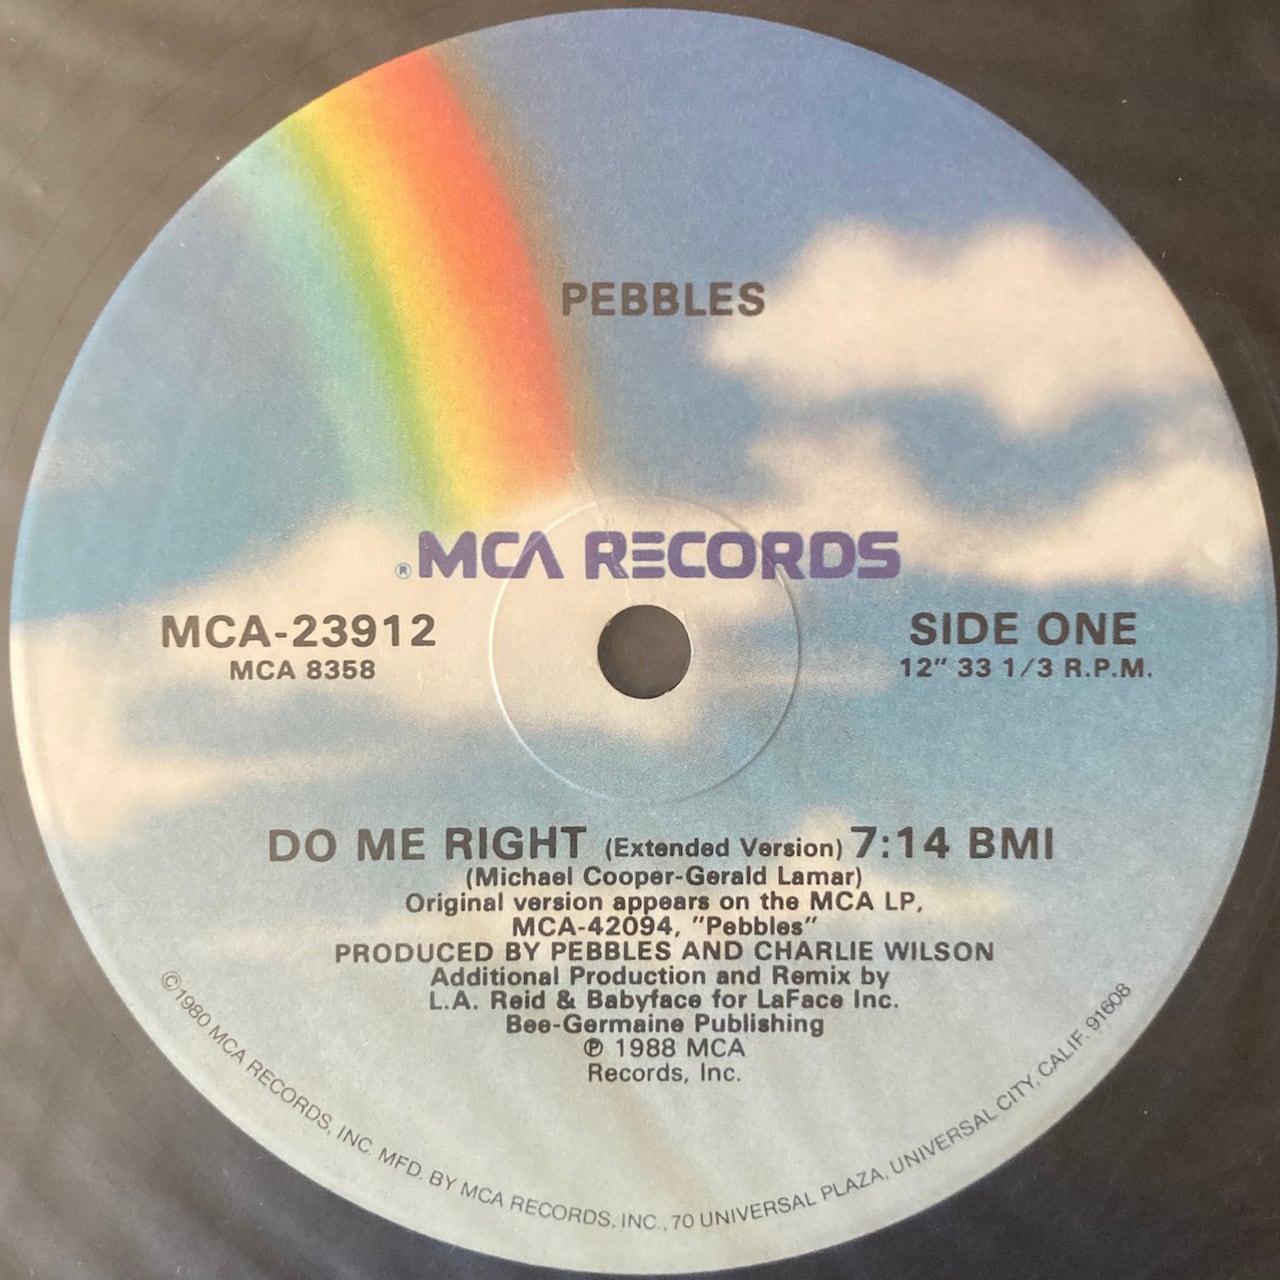 PEBBLES
® MCA RECORDS
MCA-23912
MCA 8358
SIDE ONE
12" 33 1/3 R.P.M.
DO ME RIGHT (Extended Version) 7:14 BMI
(Michael Cooper-Gerald Lamar)
Original version appears on the MCA LP,
MCA-42094, "Pebbles"
PRODUCED BY PEBBLES AND CHARLIE WILSON
Additional Production and Remix by
L.A. Reid & Babyface for LaFace Inc.
Bee-Germaine Publishing
℗ 1988 MCA
Records, Inc.
©1980 MCA RECORDS, INC. MFD. BY MCA RECORDS, INC., 70 UNIVERSAL PLAZA, UNIVERSAL CITY, CALIF. 91608